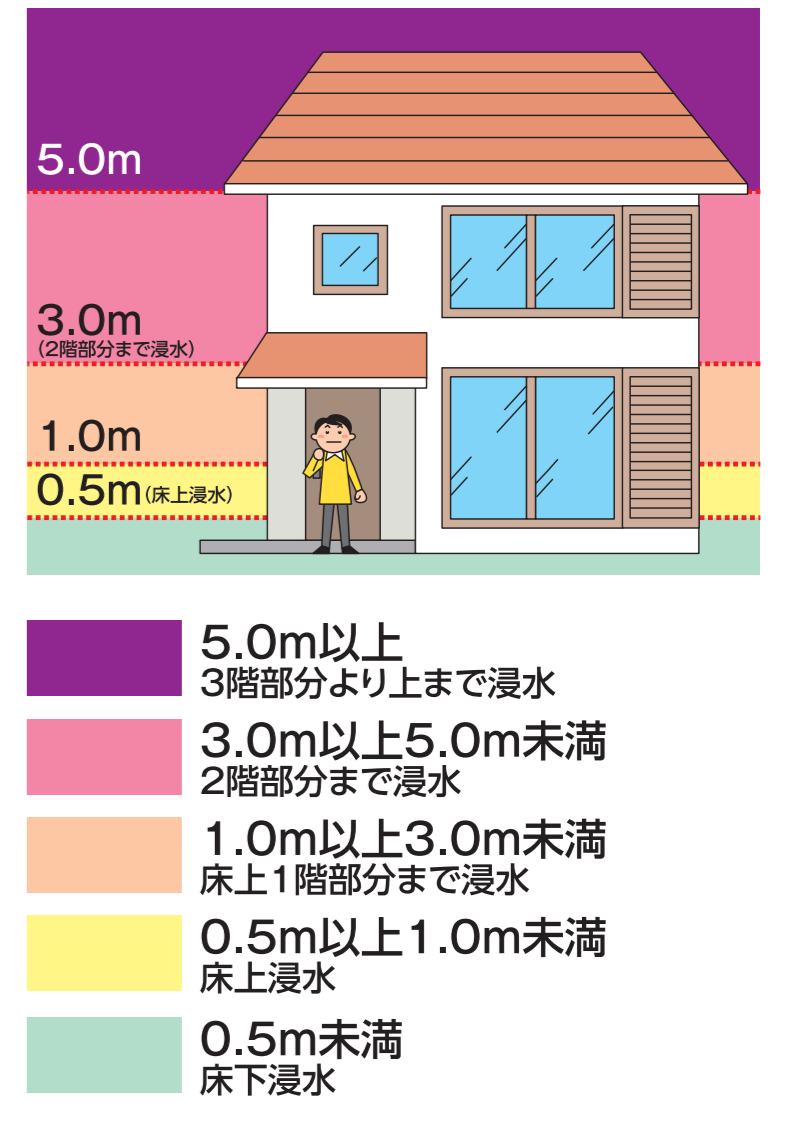 5.0m
3.0m
(2階部分まで浸水)
1.0m
0.5m(床上浸水)
5.0m以上
3階部分より上まで浸水
3.0m以上5.0m未満
2階部分まで浸水
1.0m以上3.0m未満
床上1階部分まで浸水
0.5m以上1.0m未満
床上浸水
0.5m未満
床下浸水